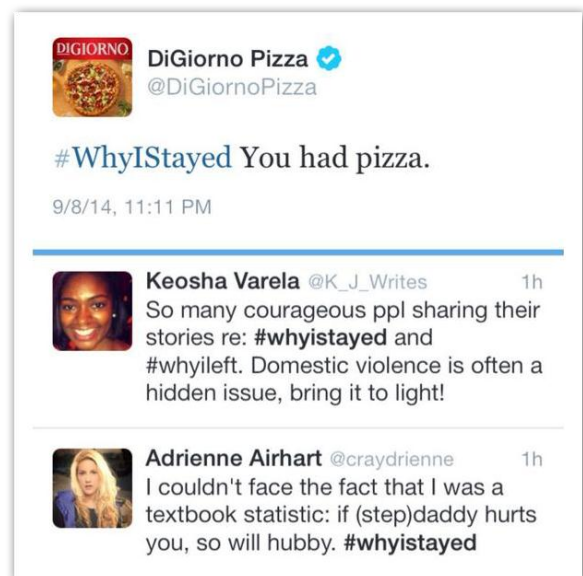 DIGIORNO
DiGiorno Pizza
@DiGiornoPizza
#WhyIStayed You had pizza.
9/8/14, 11:11 PM
Keosha Varela @K_J_Writes 1h
So many courageous ppl sharing their
stories re: #whyistayed and
#whyileft. Domestic violence is often a
hidden issue, bring it to light!
Adrienne Airhart @craydrienne 1h
I couldn't face the fact that I was a
textbook statistic: if (step)daddy hurts
you, so will hubby. #whyistayed